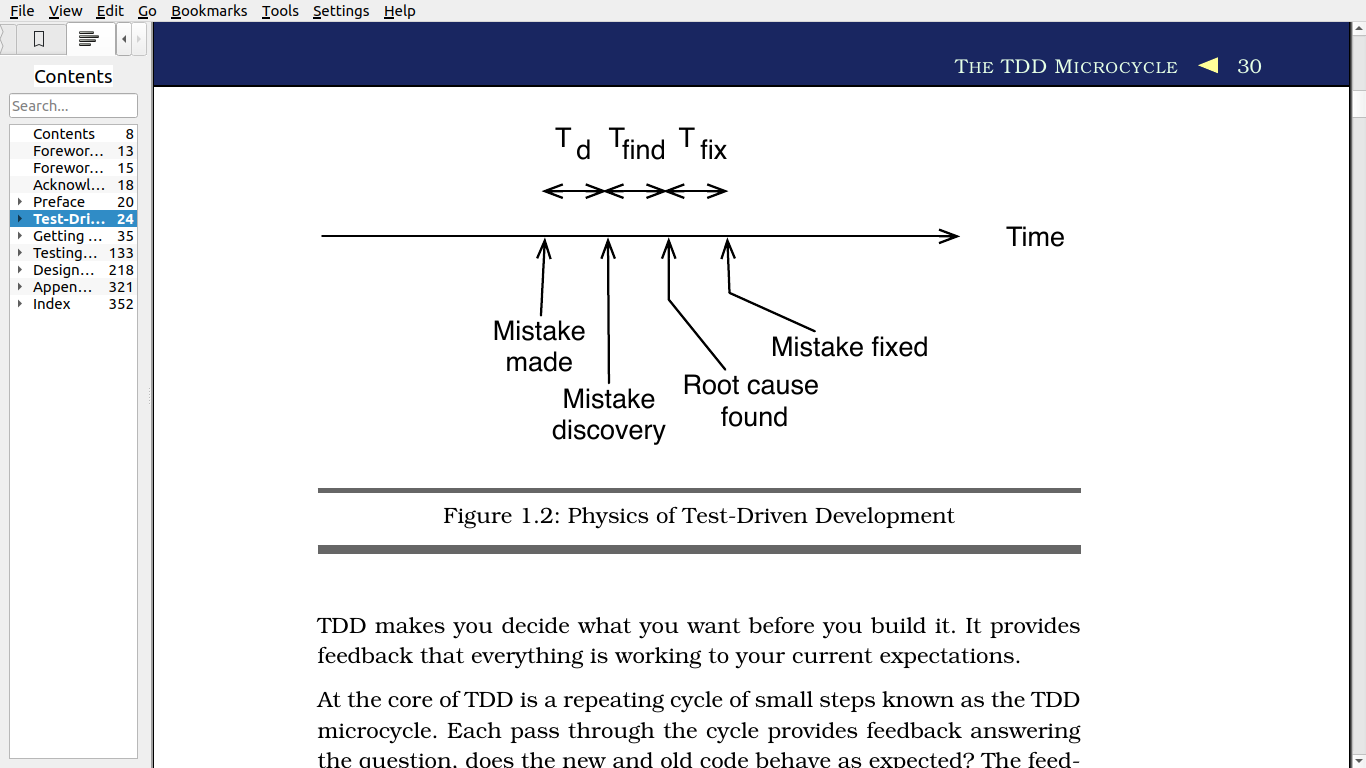 File View Edit Go Bookmarks Tools Settings Help
Contents
Search...
Contents 8
Forewor... 13
Forewor... 15
Acknowl... 18
Preface 20
Test-Dri... 24
Getting ... 35
Testing... 133
Design... 218
Appen... 321
Index 352
THE TDD MICROCYCLE 30
T d T find T fix
Time
Mistake
made
Mistake
discovery
Root cause
found
Mistake fixed
Figure 1.2: Physics of Test-Driven Development
TDD makes you decide what you want before you build it. It provides
feedback that everything is working to your current expectations.
At the core of TDD is a repeating cycle of small steps known as the TDD
microcycle. Each pass through the cycle provides feedback answering
the question, does the new and old code behave as expected? The feed-